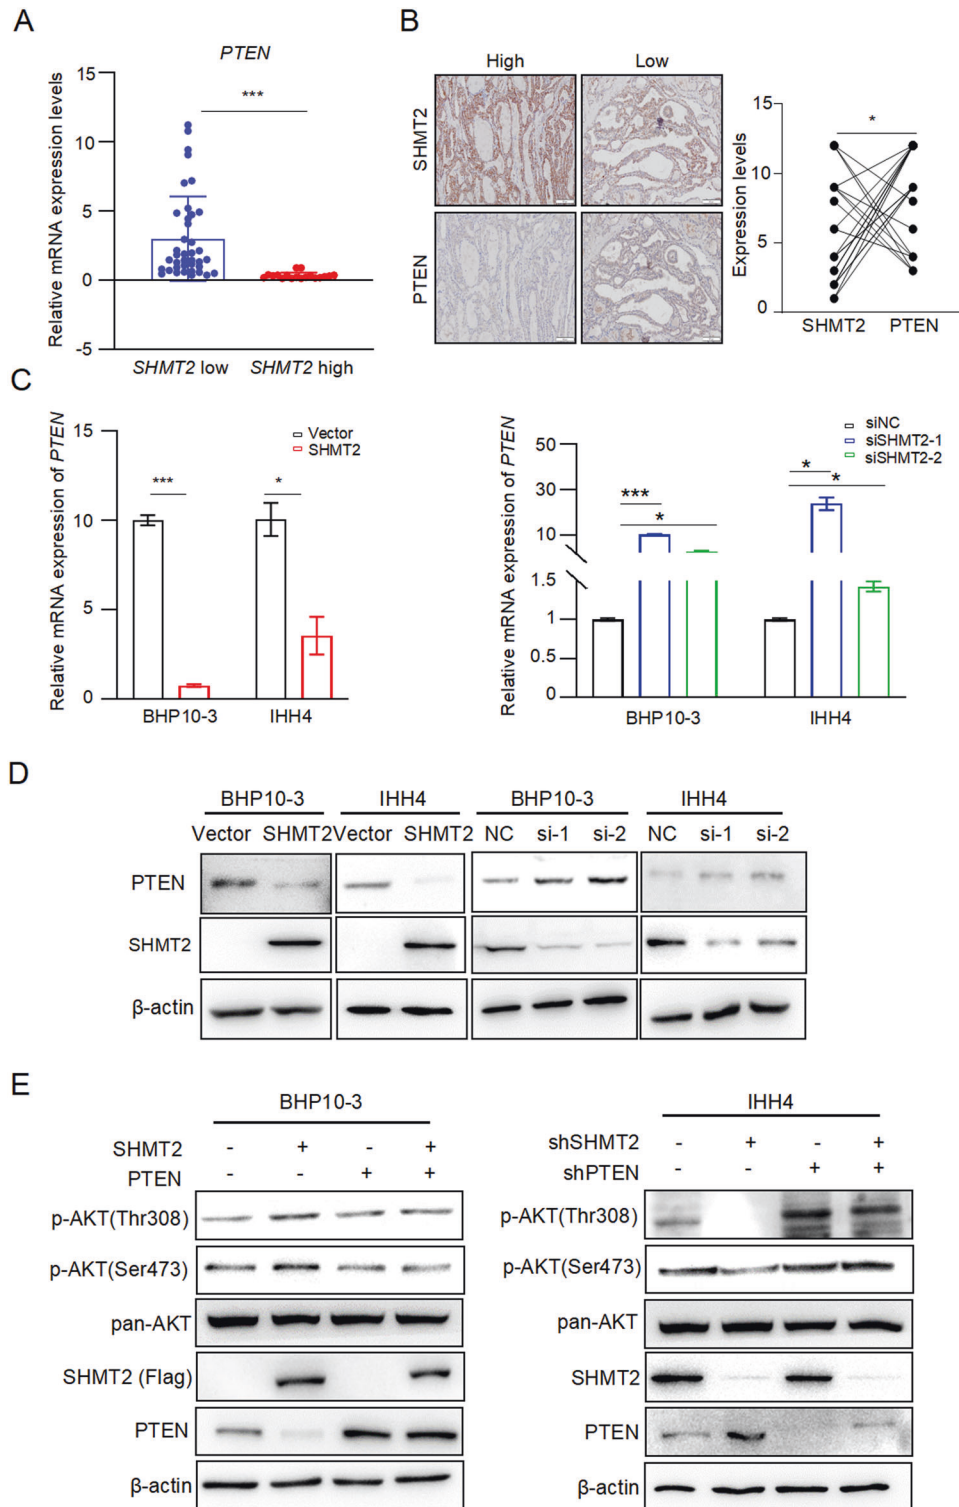 A
PTEN
Relative mRNA expression levels
15
10
5
0
-5
***
SHMT2 low SHMT2 high
B
High Low
SHMT2
PTEN
Expression levels
15
10
5
0
*
SHMT2 PTEN
C
Relative mRNA expression of PTEN
15
10
5
0
Vector
SHMT2
*** *
BHP10-3 IHH4
Relative mRNA expression of PTEN
50
30
10
1.5
1
0.5
0
siNC
siSHMT2-1
siSHMT2-2
***
*
*
*
BHP10-3 IHH4
D
BHP10-3 IHH4 BHP10-3 IHH4
Vector SHMT2 Vector SHMT2 NC si-1 si-2 NC si-1 si-2
PTEN
SHMT2
β-actin
E
BHP10-3
SHMT2 - + - +
PTEN - - + +
p-AKT(Thr308)
p-AKT(Ser473)
pan-AKT
SHMT2 (Flag)
PTEN
β-actin
IHH4
shSHMT2 - + - +
shPTEN - - + +
p-AKT(Thr308)
p-AKT(Ser473)
pan-AKT
SHMT2
PTEN
β-actin